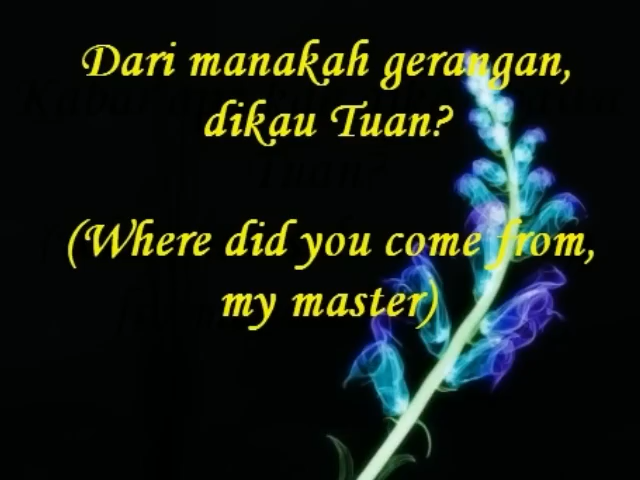 Dari manakah gerangan,
dikau Tuan?
(Where did you come from,
my master)